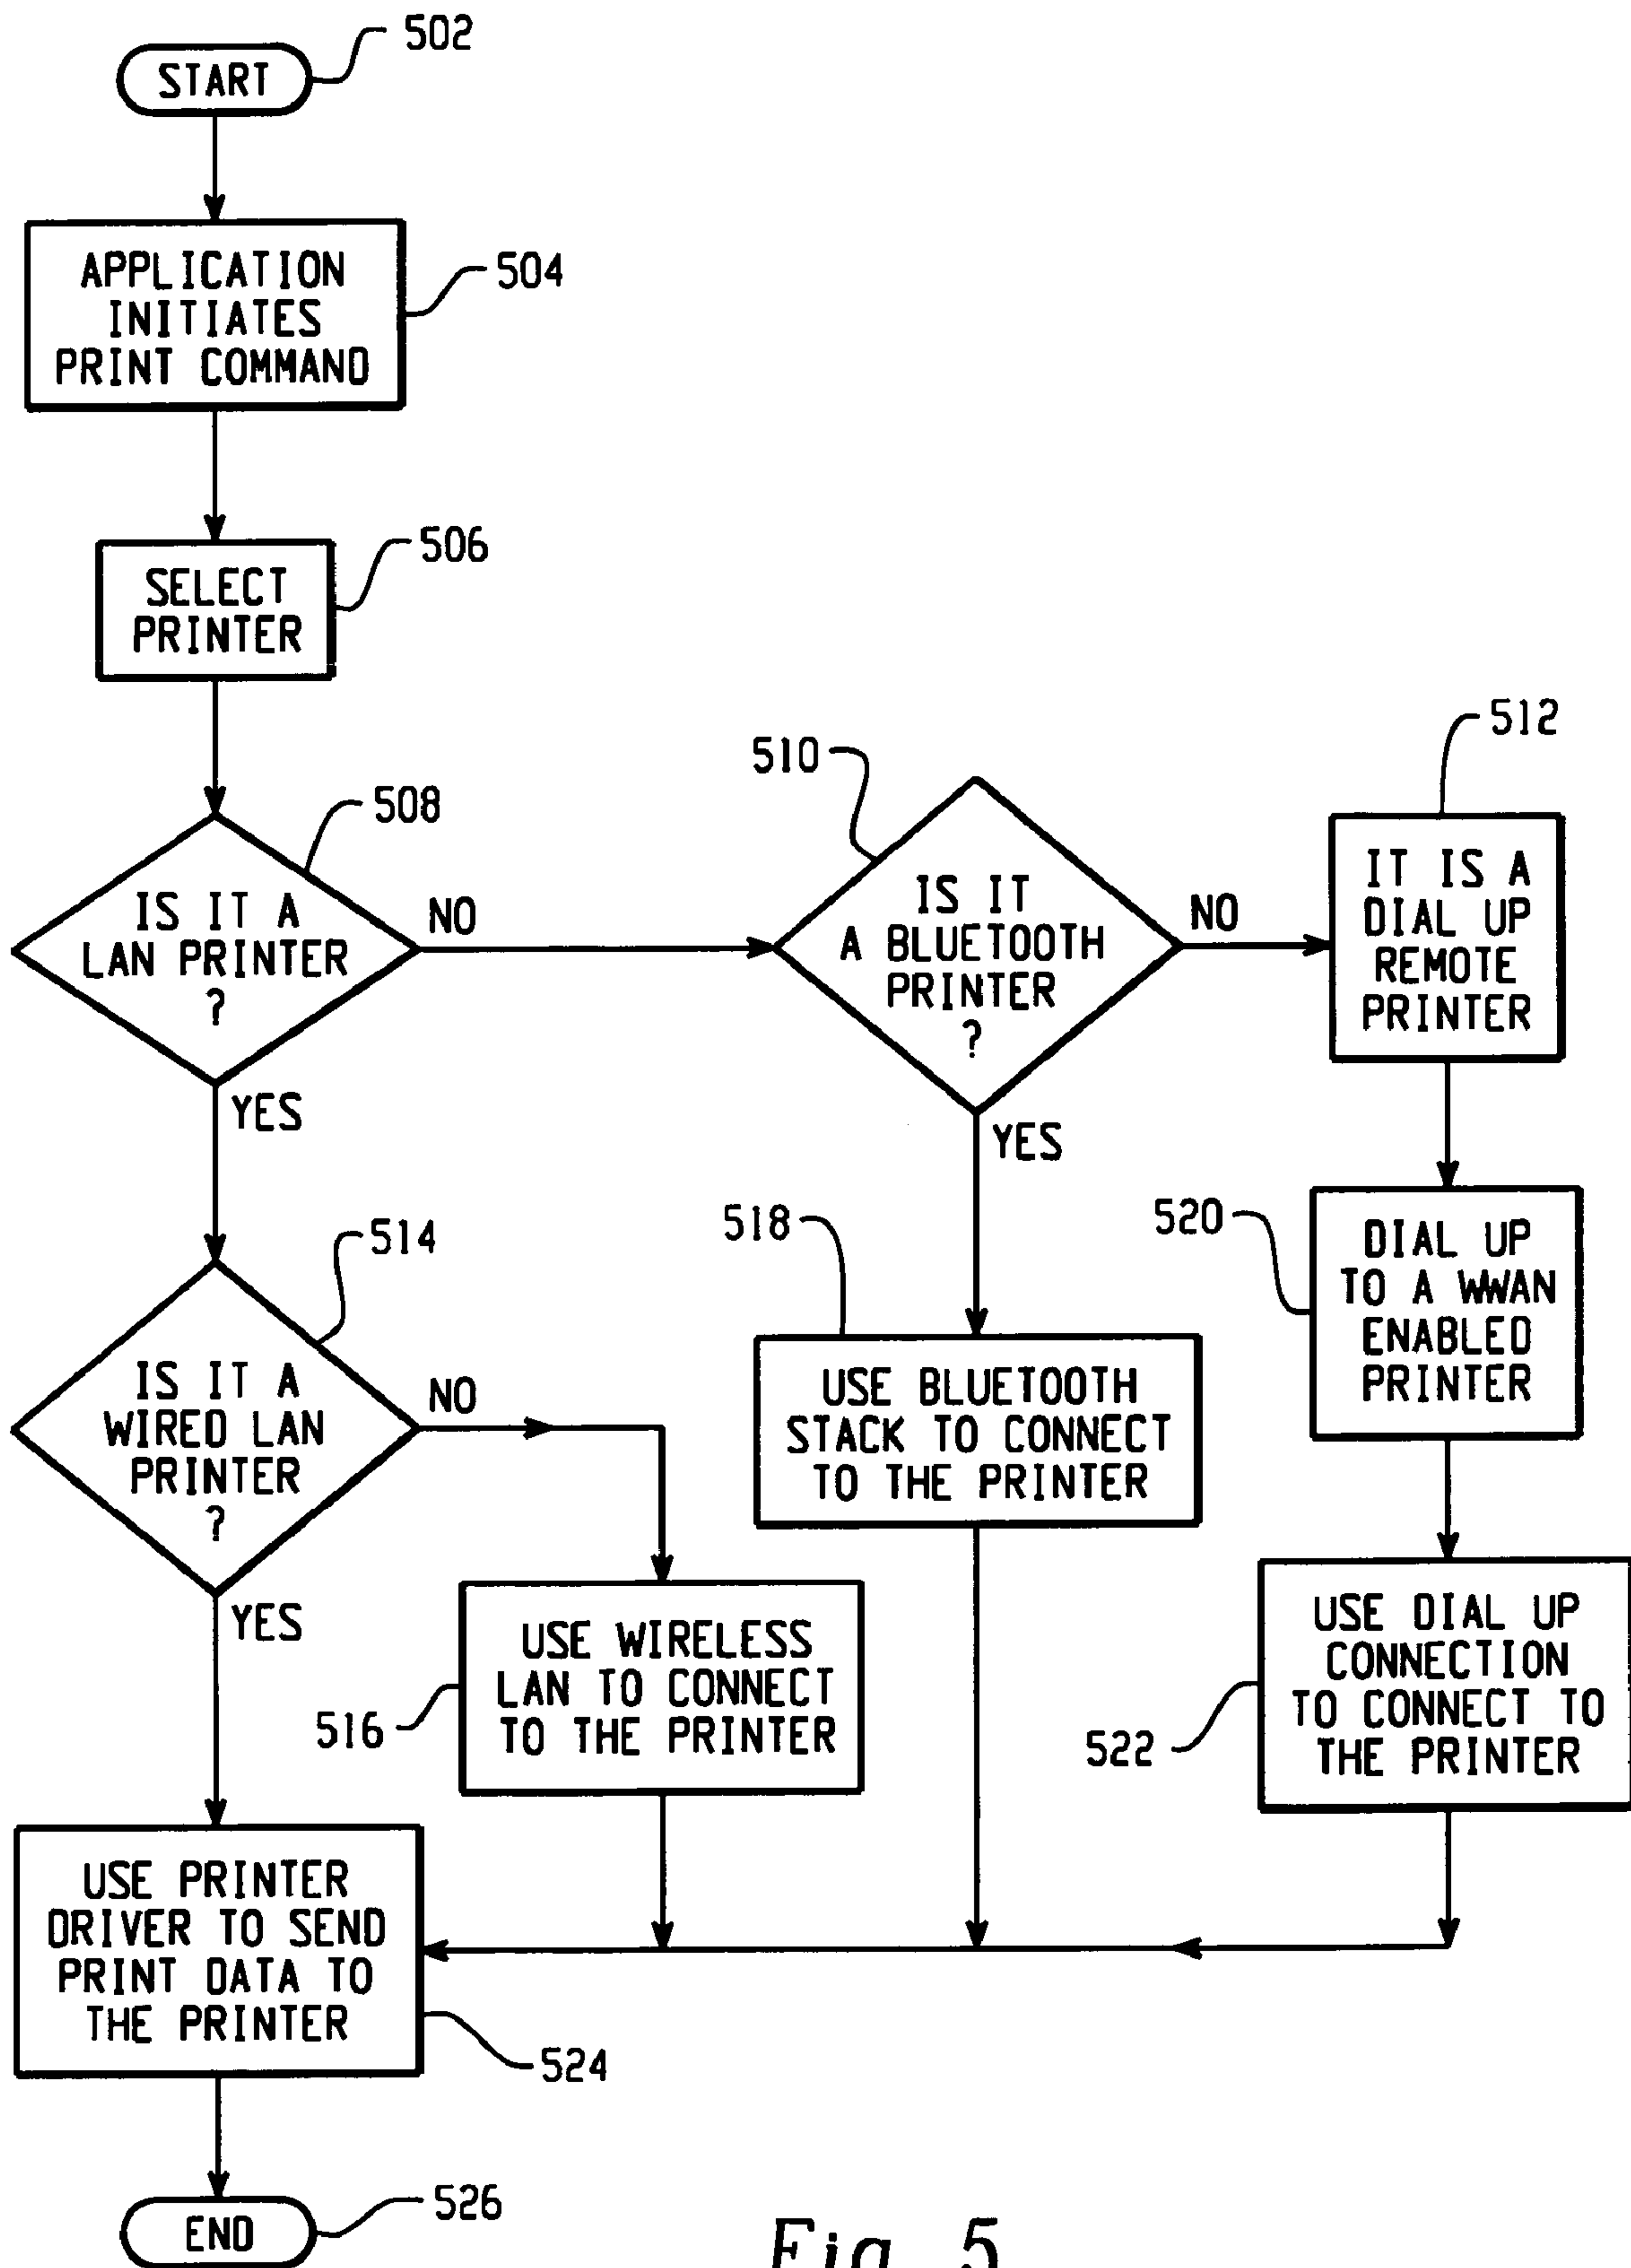 502
START
APPLICATION
INITIATES
PRINT COMMAND
504
SELECT
PRINTER
506
508
IS IT A
LAN PRINTER
?
NO
YES
510
IS IT
A BLUETOOTH
PRINTER
?
NO
YES
512
IT IS A
DIAL UP
REMOTE
PRINTER
514
IS IT A
WIRED LAN
PRINTER
?
NO
YES
518
USE BLUETOOTH
STACK TO CONNECT
TO THE PRINTER
520
DIAL UP
TO A WWAN
ENABLED
PRINTER
516
USE WIRELESS
LAN TO CONNECT
TO THE PRINTER
522
USE DIAL UP
CONNECTION
TO CONNECT TO
THE PRINTER
USE PRINTER
DRIVER TO SEND
PRINT DATA TO
THE PRINTER
524
END
526
Fig. 5